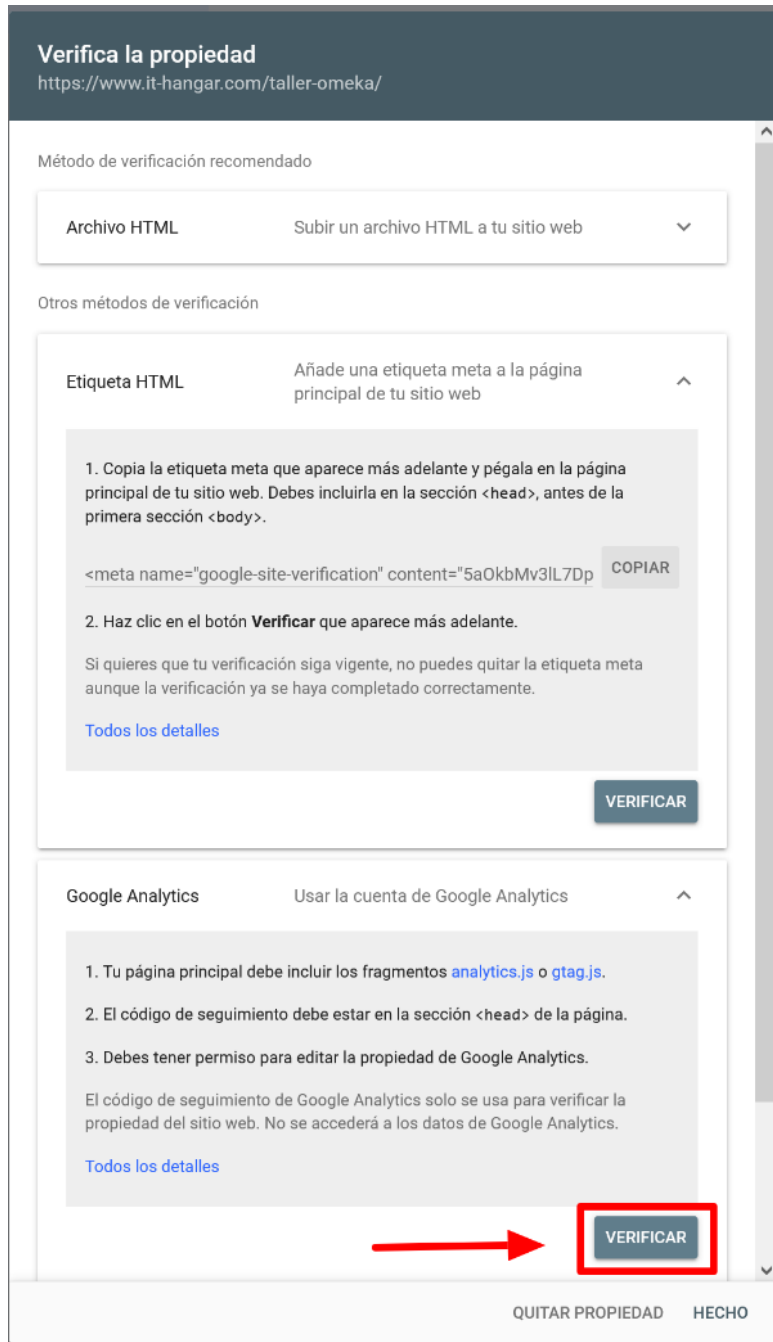 Verifica la propiedad
https://www.it-hangar.com/taller-omeka/
Método de verificación recomendado
Archivo HTML
Subir un archivo HTML a tu sitio web
Otros métodos de verificación
Etiqueta HTML
Añade una etiqueta meta a la página
principal de tu sitio web
1. Copia la etiqueta meta que aparece más adelante y pégala en la página
principal de tu sitio web. Debes incluirla en la sección <head>, antes de la
primera sección <body>.
<meta name="google-site-verification" content="5aOkbMv3lL7Dp
COPIAR
2. Haz clic en el botón Verificar que aparece más adelante.
Si quieres que tu verificación siga vigente, no puedes quitar la etiqueta meta
aunque la verificación ya se haya completado correctamente.
Todos los detalles
VERIFICAR
Google Analytics
Usar la cuenta de Google Analytics
1. Tu página principal debe incluir los fragmentos analytics.js o gtag.js.
2. El código de seguimiento debe estar en la sección <head> de la página.
3. Debes tener permiso para editar la propiedad de Google Analytics.
El código de seguimiento de Google Analytics solo se usa para verificar la
propiedad del sitio web. No se accederá a los datos de Google Analytics.
Todos los detalles
VERIFICAR
QUITAR PROPIEDAD
HECHO